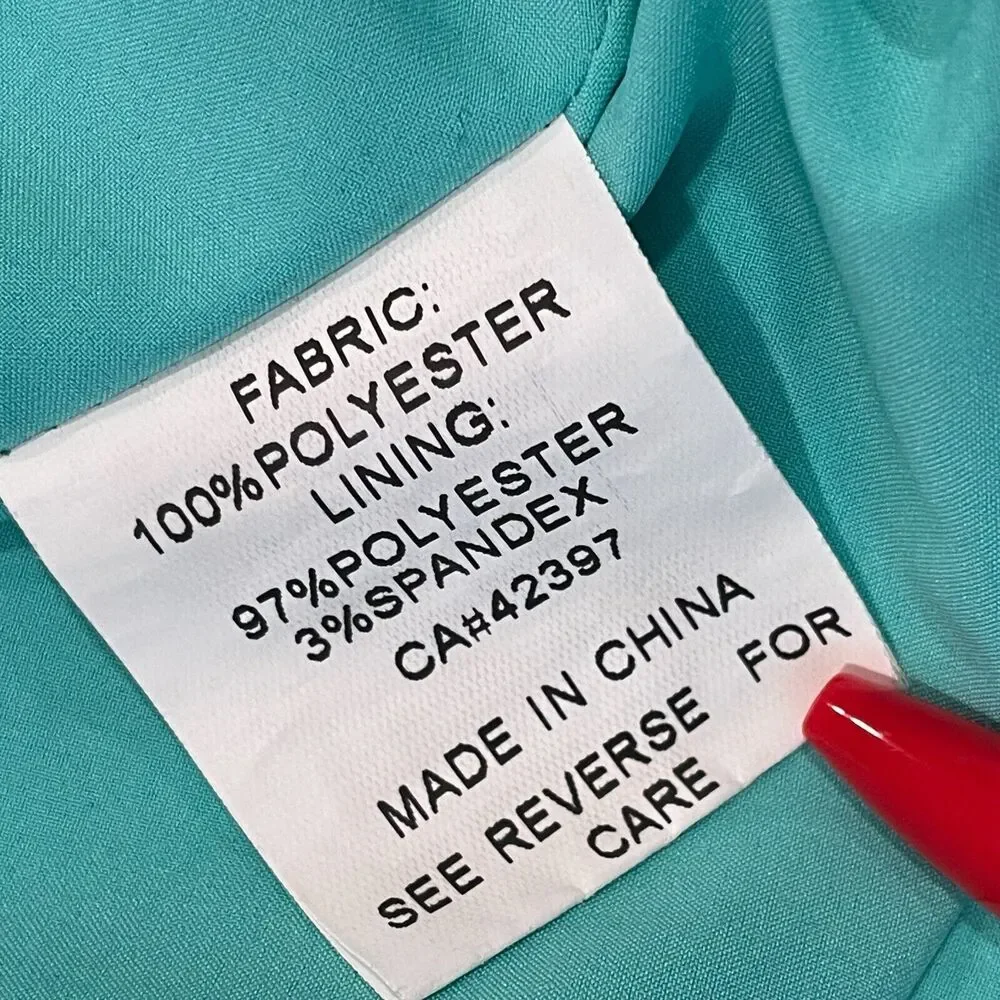 FABRIC:
100%POLYESTER
LINING:
97%POLYESTER
3%SPANDEX
CA#42397
MADE IN CHINA
SEE REVERSE FOR
CARE